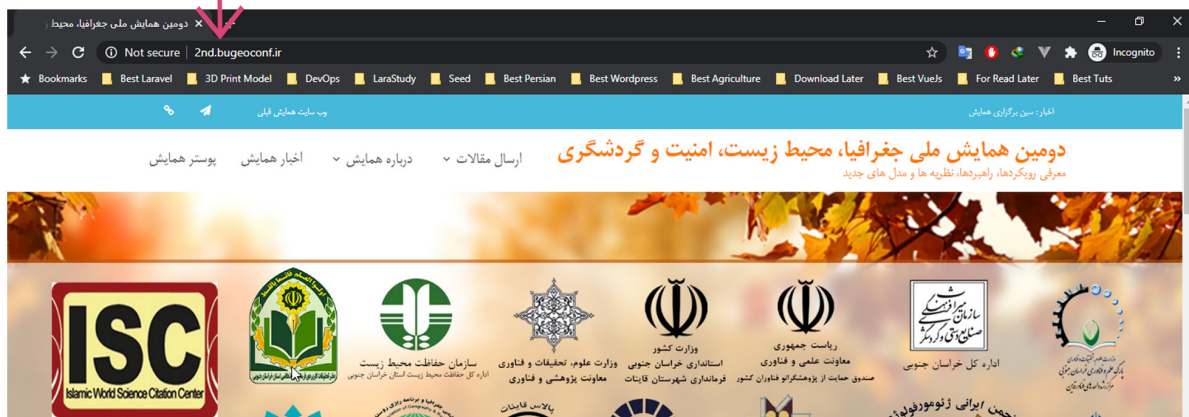 دومین همایش ملی جغرافیا، محیط ز
Not secure
2nd.bugeoconf.ir
Incognito
Bookmarks
Best Laravel
3D Print Model
DevOps
LaraStudy
Seed
Best Persian
Best Wordpress
Best Agriculture
Download Later
Best VueJs
For Read Later
Best Tuts
اخبار: سین برگزاری همایش
وب سایت همایش قبلی
دومین همایش ملی جغرافیا، محیط زیست، امنیت و گردشگری
معرفی رویکردها، راهبردها، نظریه ها و مدل های جدید
ارسال مقالات
درباره همایش
اخبار همایش
پوستر همایش
اداره کل خراسان جنوبی
ریاست جمهوری
معاونت علمی و فناوری
صندوق حمایت از پژوهشگرانو فناوران کشور
وزارت کشور
استانداری خراسان جنوبی
فرمانداری شهرستان قاینات
وزارت علوم، تحقیقات و فناوری
معاونت پژوهشی و فناوری
سازمان حفاظت محیط زیست
اداره کل حفاظت محیط زیست استان خراسان جنوبی
ISC
Islamic World Science Citation Center